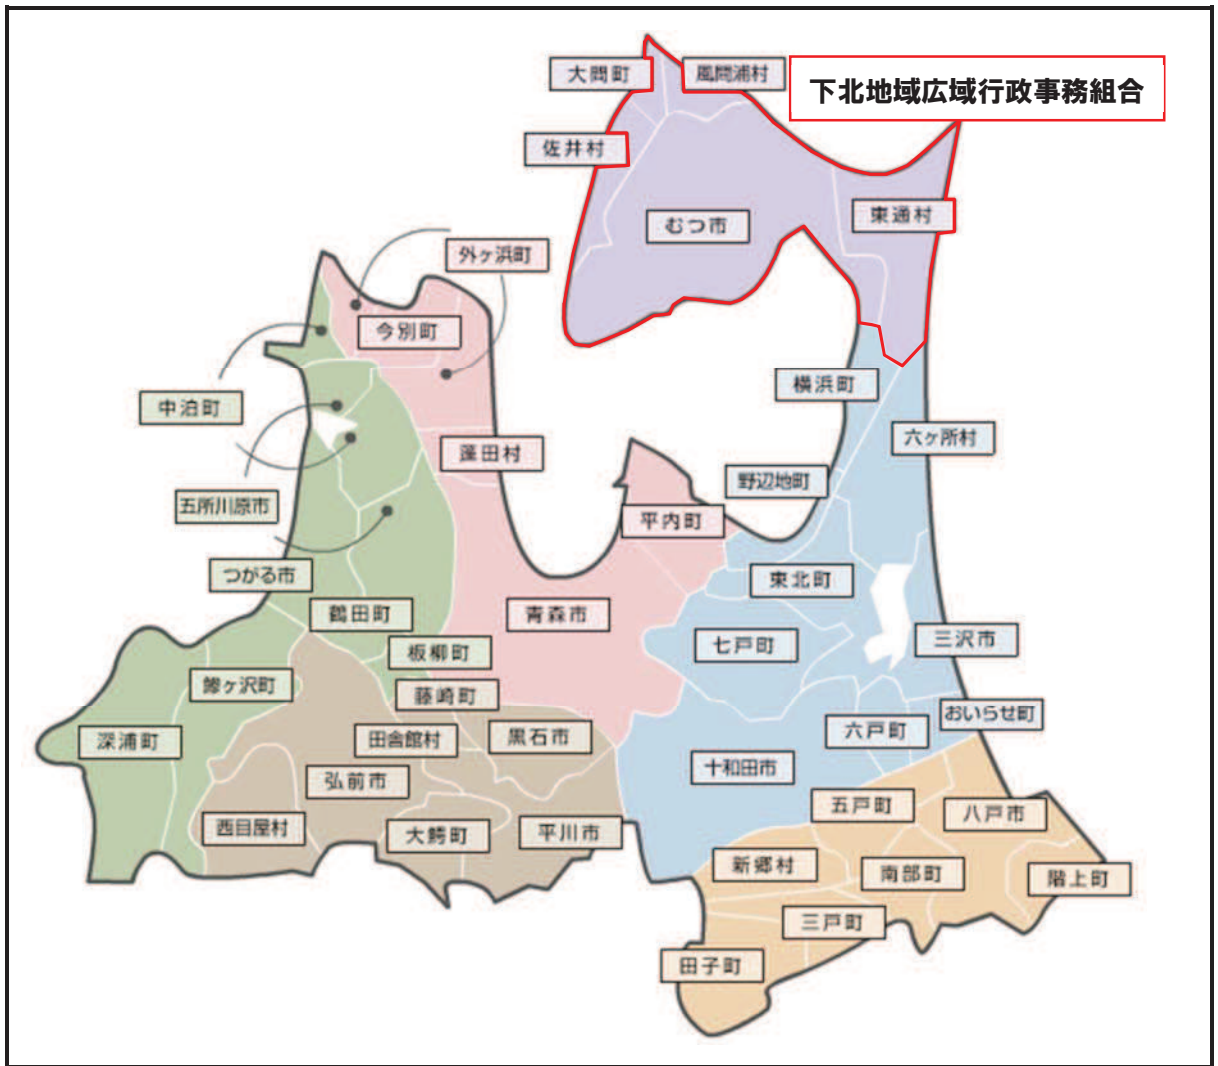 大間町
風間浦村
下北地域広域行政事務組合
佐井村
むつ市
東通村
外ヶ浜町
今別町
中泊町
横浜町
六ヶ所村
蓬田村
野辺地町
五所川原市
平内町
つがる市
東北町
鶴田町
青森市
三沢市
七戸町
板柳町
鰺ヶ沢町
藤崎町
おいらせ町
六戸町
深浦町
田舎館村
黒石市
十和田市
弘前市
五戸町
八戸市
西目屋村
大鰐町
平川市
新郷村
南部町
階上町
三戸町
田子町